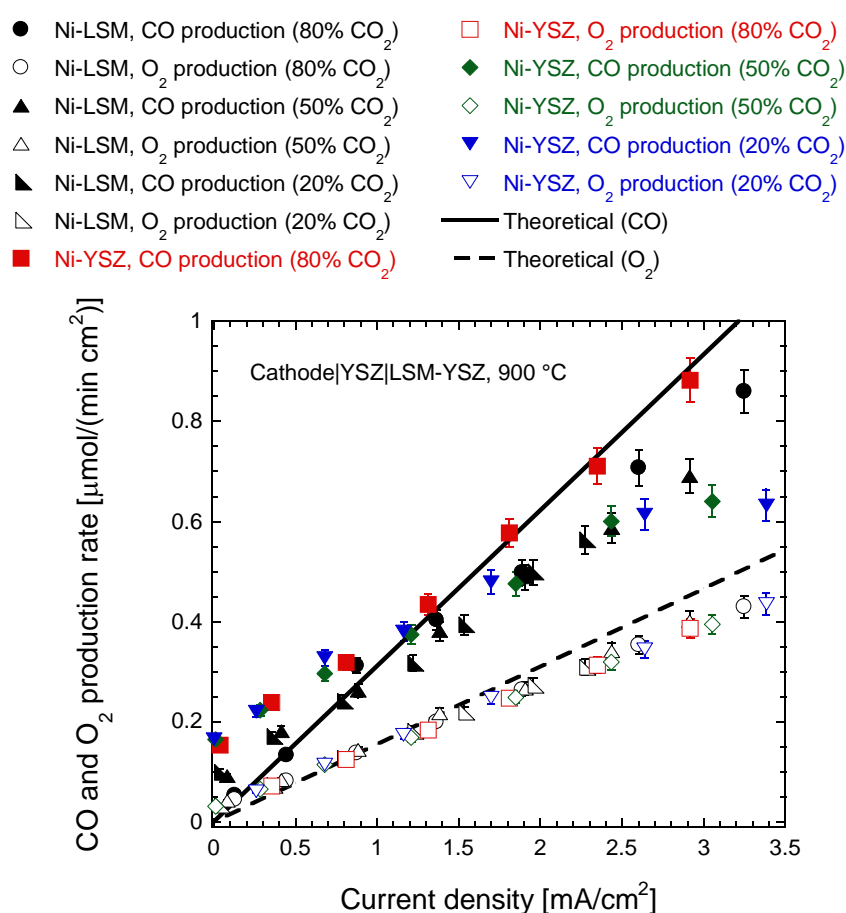 Ni-LSM, CO production (80% CO₂)
Ni-LSM, O₂ production (80% CO₂)
Ni-LSM, CO production (50% CO₂)
Ni-LSM, O₂ production (50% CO₂)
Ni-LSM, CO production (20% CO₂)
Ni-LSM, O₂ production (20% CO₂)
Ni-YSZ, CO production (80% CO₂)
Ni-YSZ, O₂ production (80% CO₂)
Ni-YSZ, CO production (50% CO₂)
Ni-YSZ, O₂ production (50% CO₂)
Ni-YSZ, CO production (20% CO₂)
Ni-YSZ, O₂ production (20% CO₂)
Theoretical (CO)
Theoretical (O₂)
CO and O₂ production rate [μmol/(min cm²)]
1
0.8
0.6
0.4
0.2
0
Cathode|YSZ|LSM-YSZ, 900 °C
0 0.5 1 1.5 2 2.5 3 3.5
Current density [mA/cm²]